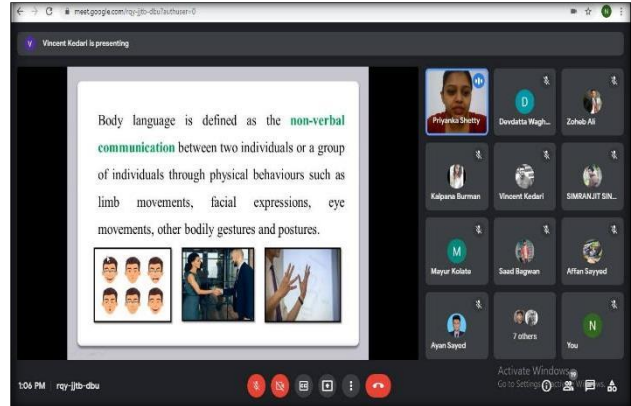 meet.google.com/rqy-jjtb-dbu?authuser=0
N
V Vincent Kedari is presenting
Body language is defined as the non-verbal
communication between two individuals or a group
of individuals through physical behaviours such as
limb movements, facial expressions, eye
movements, other bodily gestures and postures.
Priyanka Shetty
D
Devdatta Wagh...
Zoheb Ali
Kalpana Burman
Vincent Kedari
SIMRANJIT SIN...
M
Mayur Kolate
Saad Bagwan
Affan Sayyed
Ayan Sayed
7 others
N
You
Activate Windows
Go to Settings
1:06 PM rqy-jjtb-dbu